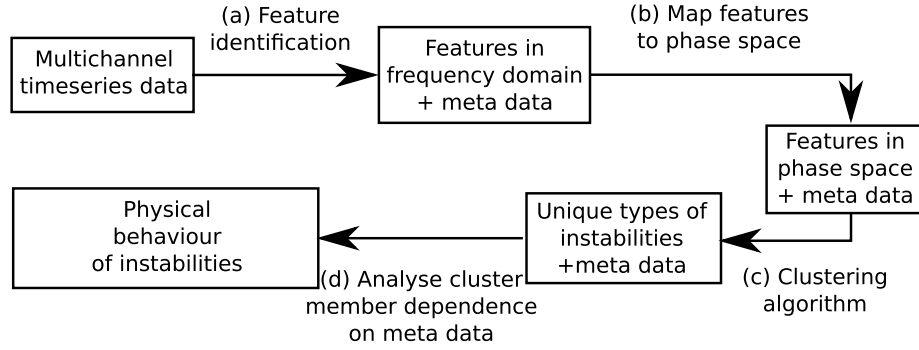 Multichannel
timeseries data
(a) Feature
identification
Features in
frequency domain
+ meta data
(b) Map features
to phase space
Features in
phase space
+ meta data
(c) Clustering
algorithm
Unique types of
instabilities
+meta data
(d) Analyse cluster
member dependence
on meta data
Physical
behaviour
of instabilities